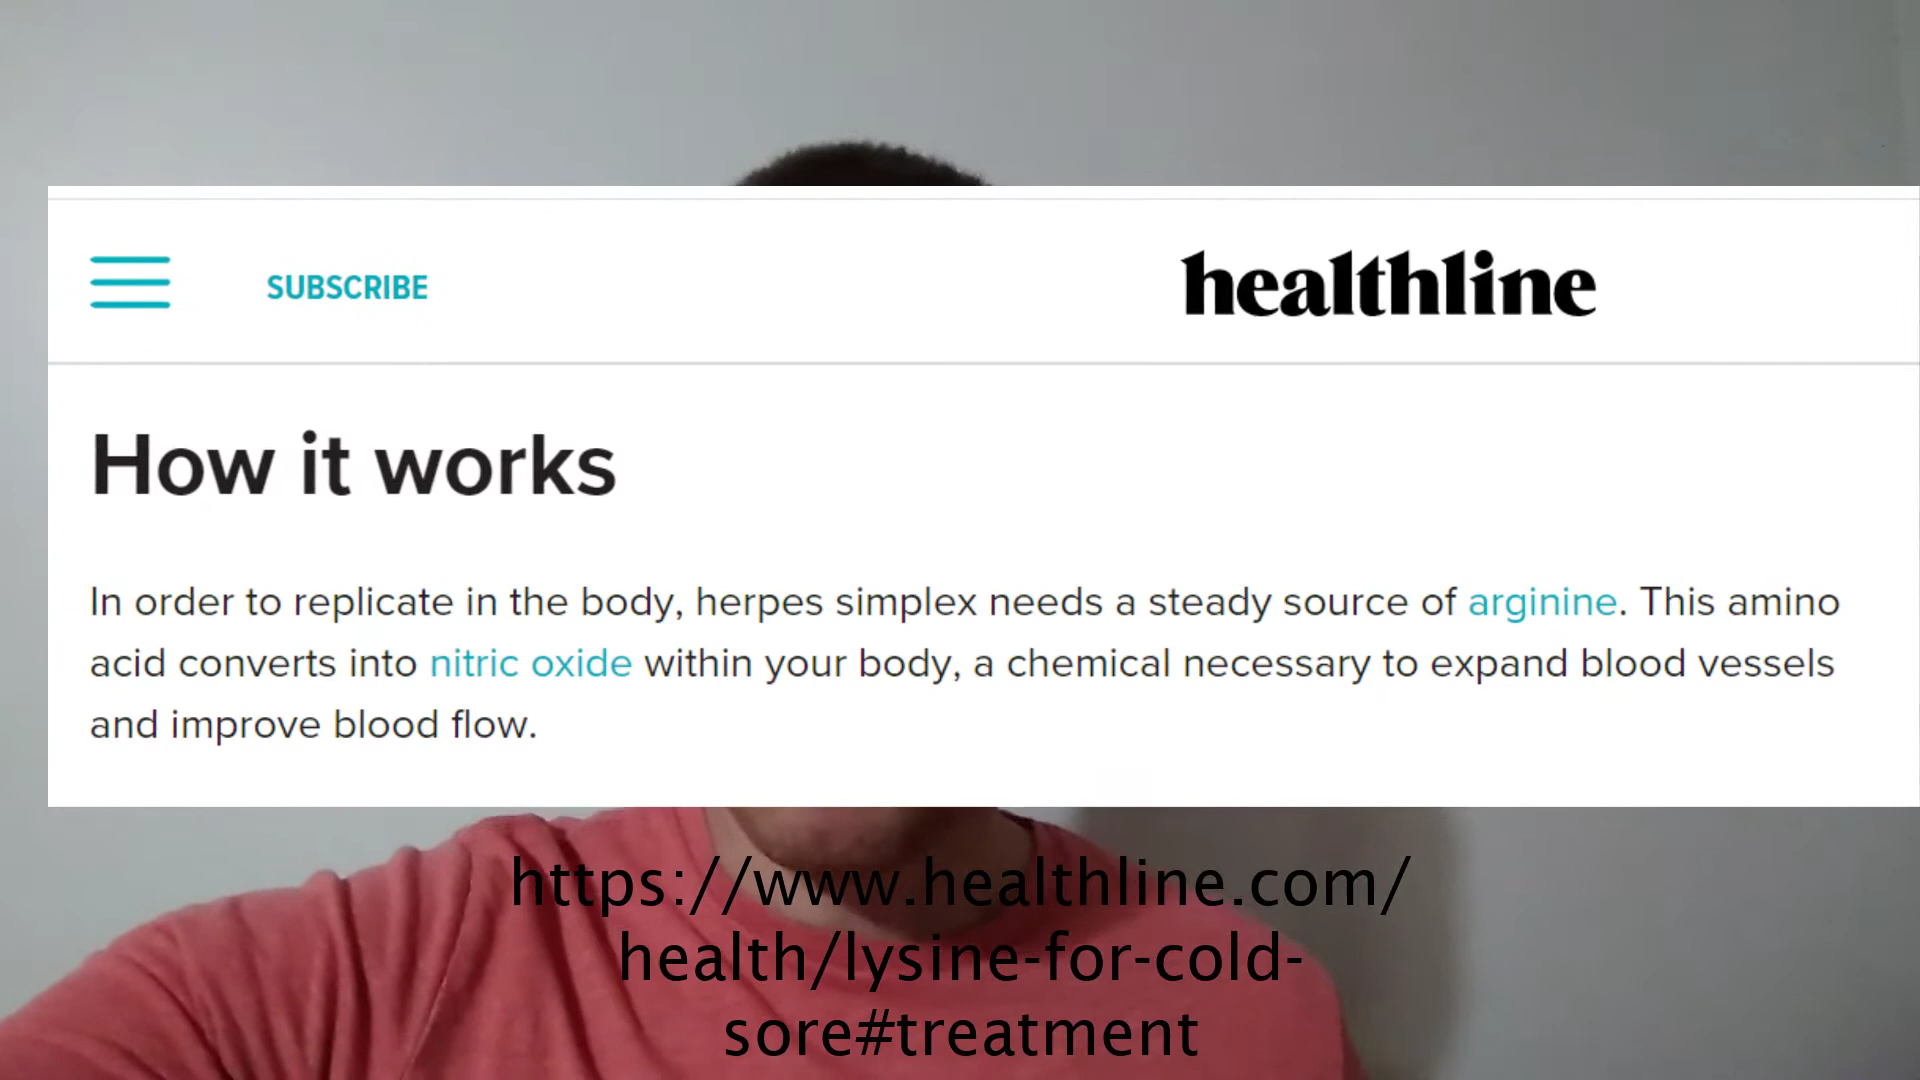 SUBSCRIBE
healthline
How it works
In order to replicate in the body, herpes simplex needs a steady source of arginine. This amino
acid converts into nitric oxide within your body, a chemical necessary to expand blood vessels
and improve blood flow.
https://www.healthline.com/
health/lysine-for-cold-
sore#treatment